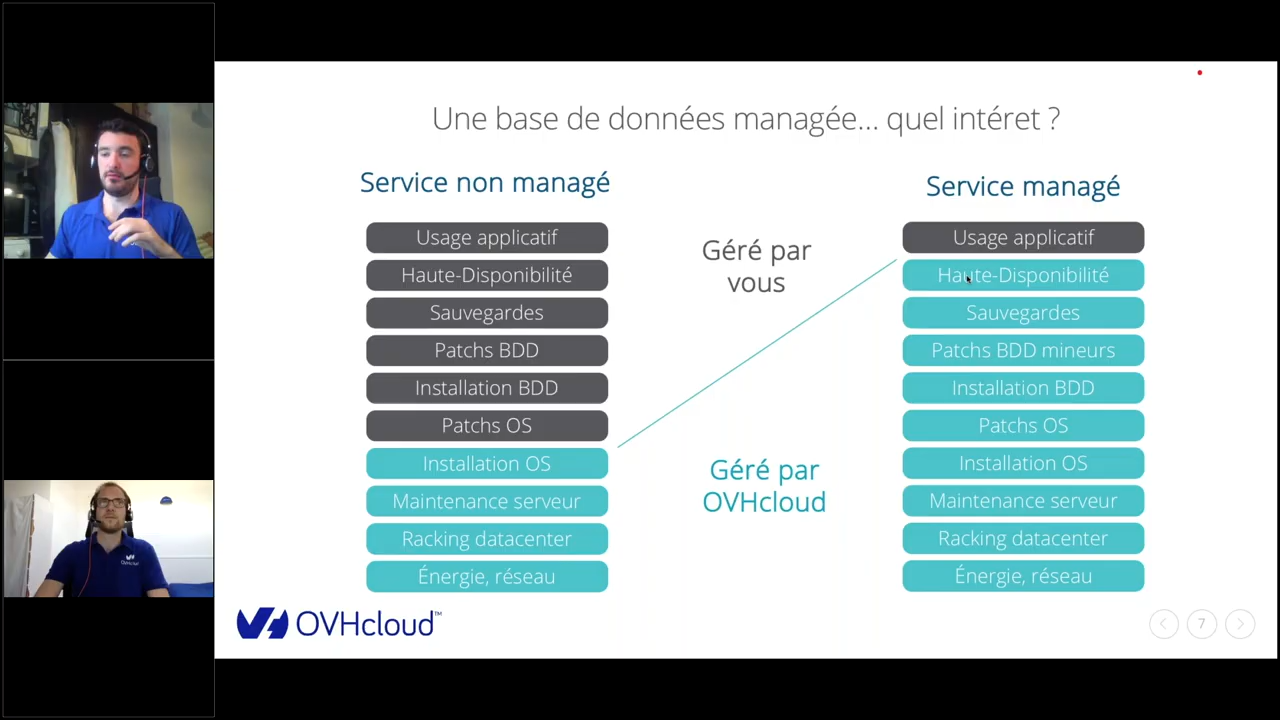 Une base de données managée... quel intéret ?
Service non managé
Usage applicatif
Haute-Disponibilité
Sauvegardes
Patchs BDD
Installation BDD
Patchs OS
Installation OS
Maintenance serveur
Racking datacenter
Énergie, réseau
Géré par
vous
Géré par
OVHcloud
Service managé
Usage applicatif
Haute-Disponibilité
Sauvegardes
Patchs BDD mineurs
Installation BDD
Patchs OS
Installation OS
Maintenance serveur
Racking datacenter
Énergie, réseau
OVHcloud™
7
OVHcloud